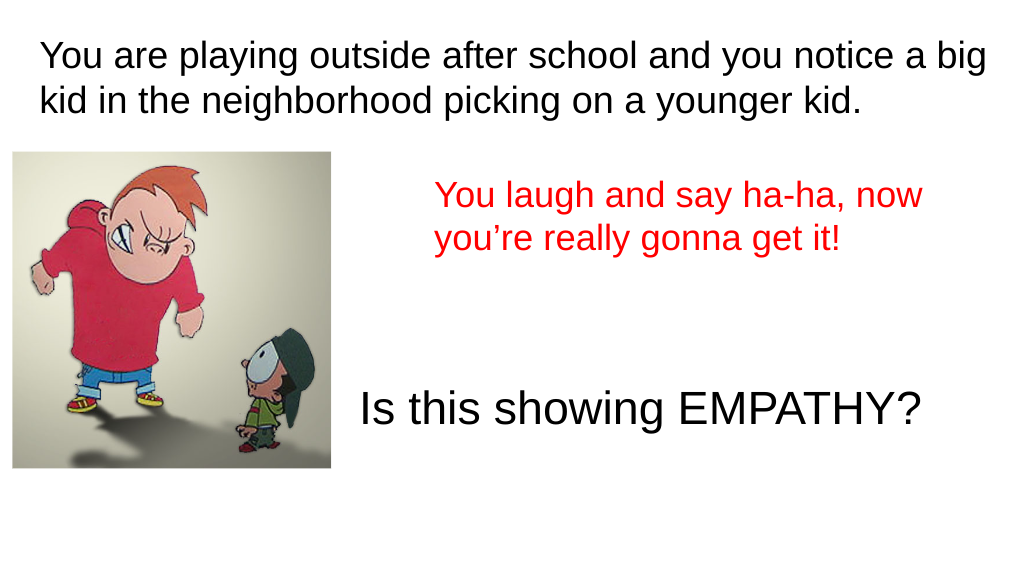 You are playing outside after school and you notice a big
kid in the neighborhood picking on a younger kid.
You laugh and say ha-ha, now
you’re really gonna get it!
Is this showing EMPATHY?